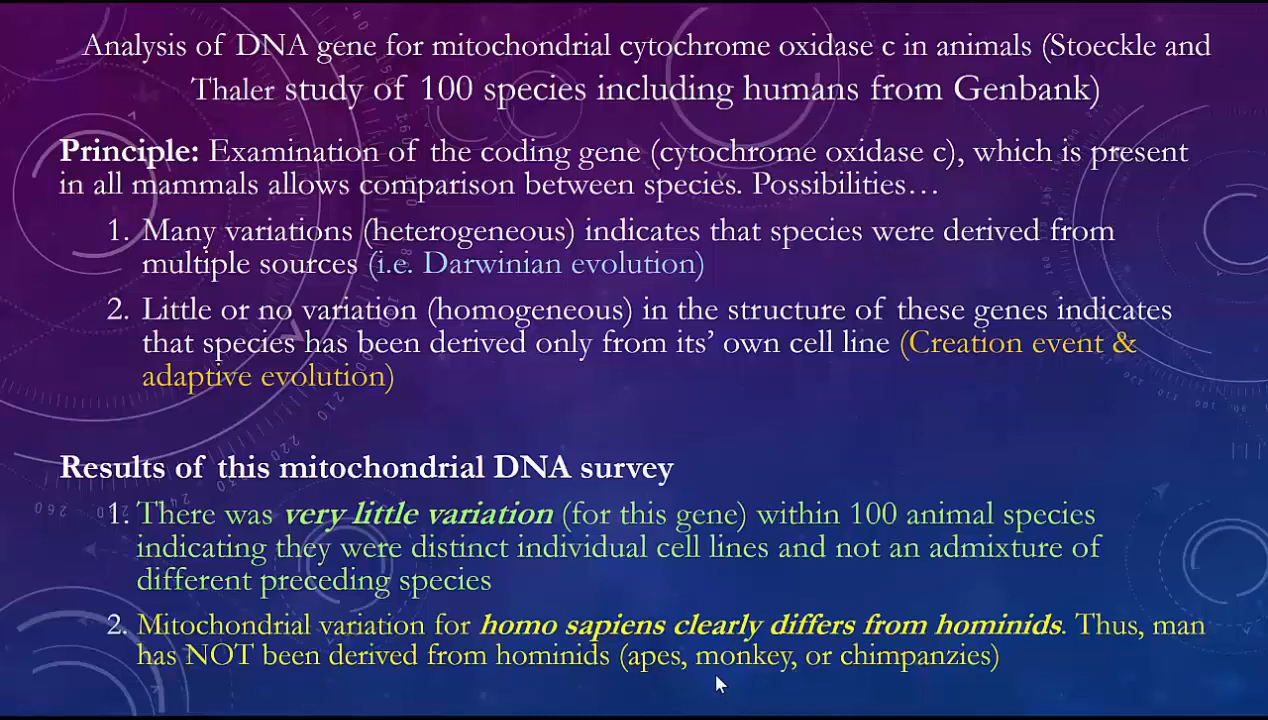 Analysis of DNA gene for mitochondrial cytochrome oxidase c in animals (Stoeckle and
Thaler study of 100 species including humans from Genbank)
Principle: Examination of the coding gene (cytochrome oxidase c), which is present
in all mammals allows comparison between species. Possibilities…
1. Many variations (heterogeneous) indicates that species were derived from
multiple sources (i.e. Darwinian evolution)
2. Little or no variation (homogeneous) in the structure of these genes indicates
that species has been derived only from its' own cell line (Creation event &
adaptive evolution)
Results of this mitochondrial DNA survey
1. There was very little variation (for this gene) within 100 animal species
indicating they were distinct individual cell lines and not an admixture of
different preceding species
2. Mitochondrial variation for homo sapiens clearly differs from hominids. Thus, man
has NOT been derived from hominids (apes, monkey, or chimpanzies)